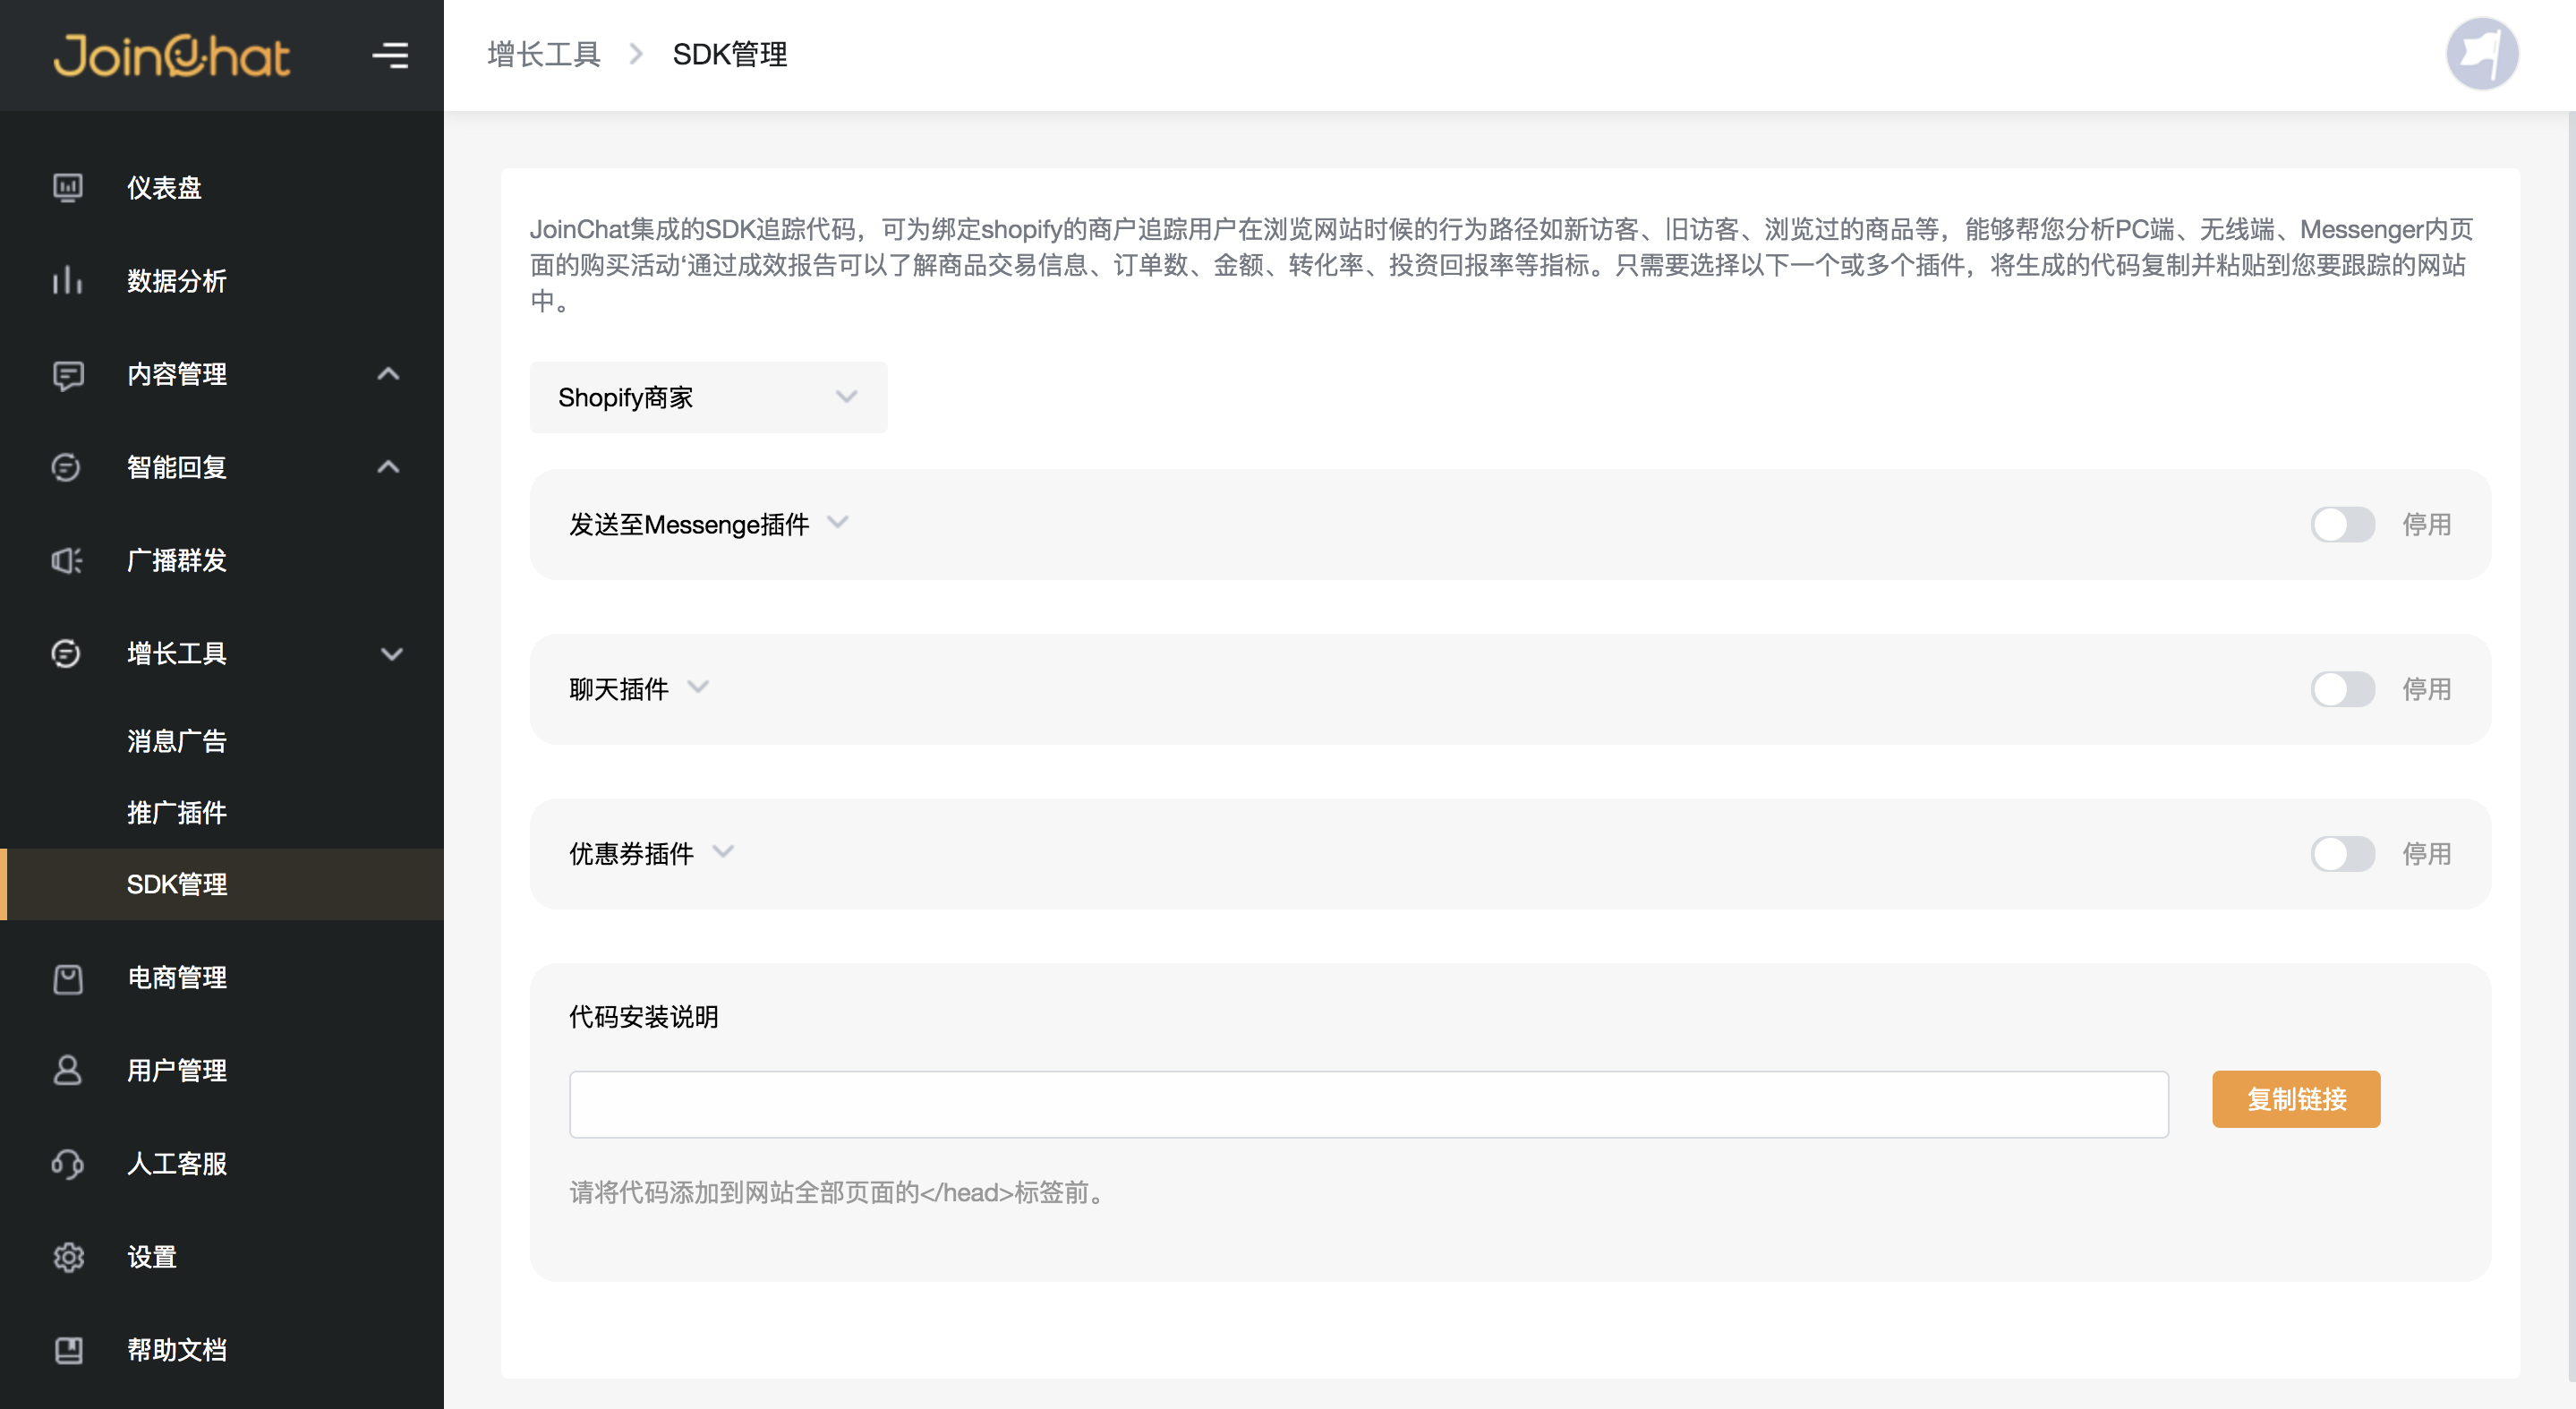 JoinChat
增长工具 > SDK管理
仪表盘
数据分析
内容管理
智能回复
广播群发
增长工具
消息广告
推广插件
SDK管理
电商管理
用户管理
人工客服
设置
帮助文档
JoinChat集成的SDK追踪代码，可为绑定shopify的商户追踪用户在浏览网站时候的行为路径如新访客、旧访客、浏览过的商品等，能够帮您分析PC端、无线端、Messenger内页
面的购买活动‘通过成效报告可以了解商品交易信息、订单数、金额、转化率、投资回报率等指标。只需要选择以下一个或多个插件，将生成的代码复制并粘贴到您要跟踪的网站
中。
Shopify商家
发送至Messenge插件
停用
聊天插件
停用
优惠券插件
停用
代码安装说明
复制链接
请将代码添加到网站全部页面的</head>标签前。